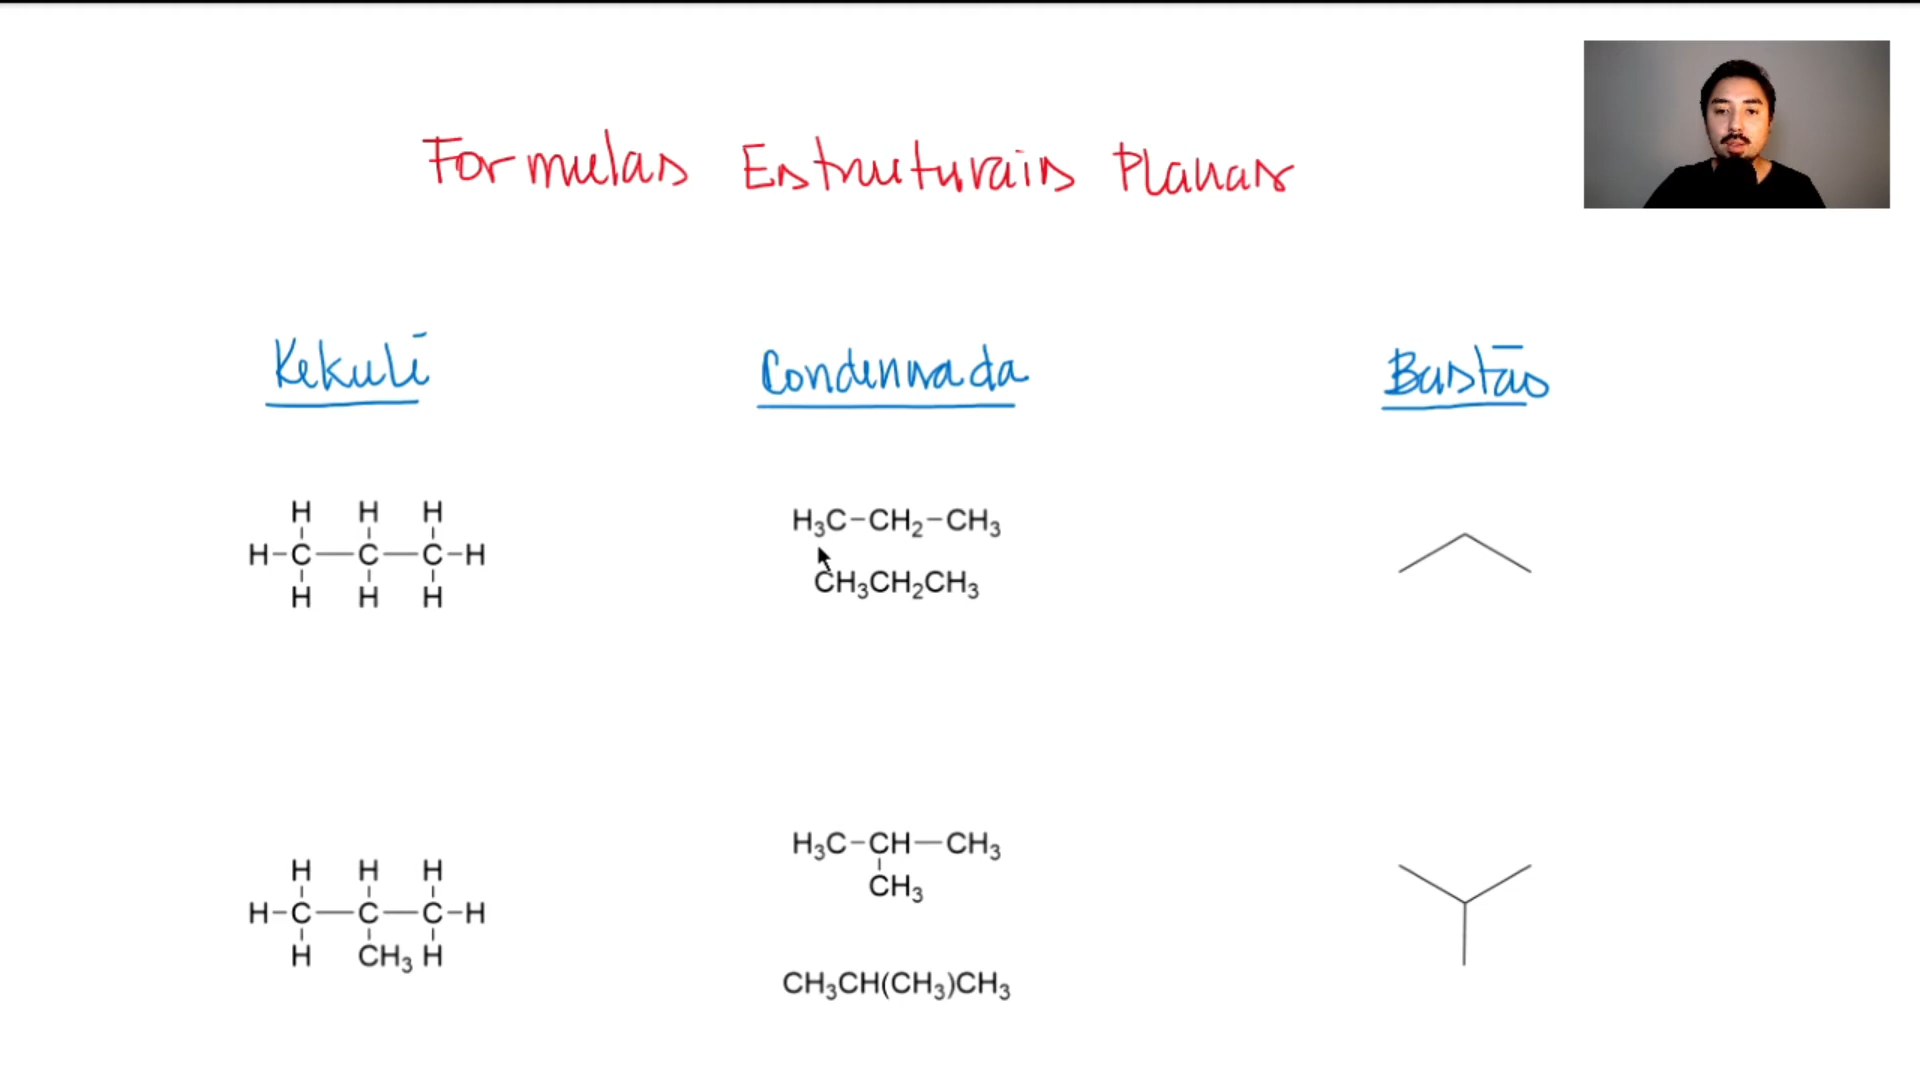 Formulas Estruturais Planas
Kekulé Condensada Bastão
H H H
H-C-C-C-H
H H H
H₃C-CH₂-CH₃
CH₃CH₂CH₃
H H H
H-C-C-C-H
H CH₃ H
H₃C-CH-CH₃
CH₃
CH₃CH(CH₃)CH₃